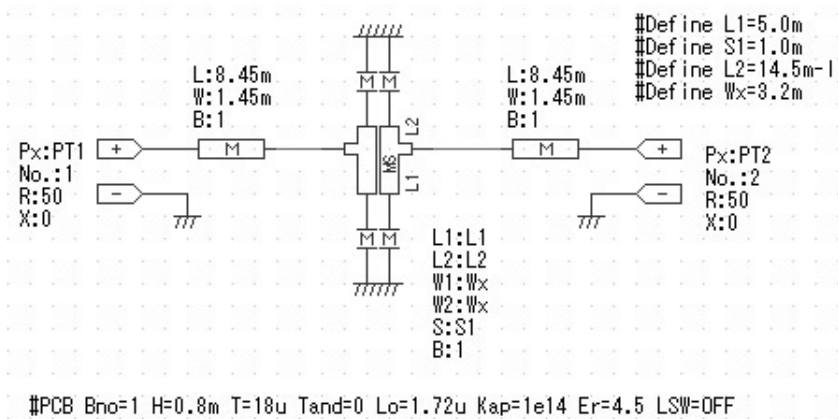 #Define L1=5.0m
#Define S1=1.0m
#Define L2=14.5m-l
#Define Wx=3.2m
L:8.45m
W:1.45m
B:1
L:8.45m
W:1.45m
B:1
M M
L2
Px:PT1
No.:1
R:50
X:0
+
M
MS
M
+
Px:PT2
No.:2
R:50
X:0
-
L1
-
M M
L1:L1
L2:L2
W1:Wx
W2:Wx
S:S1
B:1
#PCB Bno=1 H=0.8m T=18u Tand=0 Lo=1.72u Kap=1e14 Er=4.5 LSW=OFF